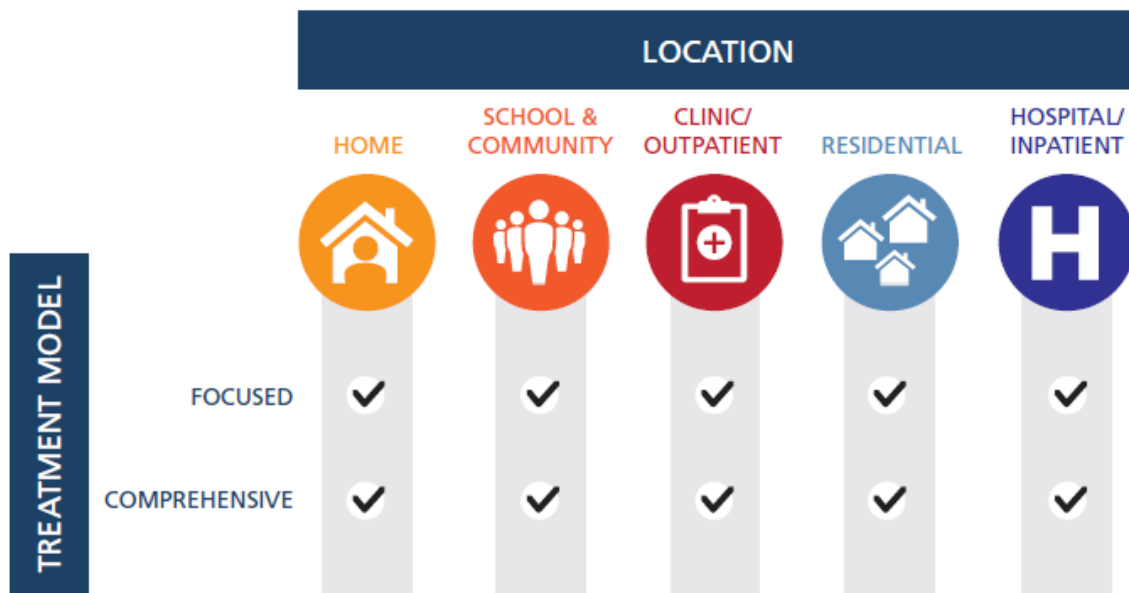 LOCATION
HOME
SCHOOL &
COMMUNITY
CLINIC/
OUTPATIENT
RESIDENTIAL
HOSPITAL/
INPATIENT
H
TREATMENT MODEL
FOCUSED
COMPREHENSIVE